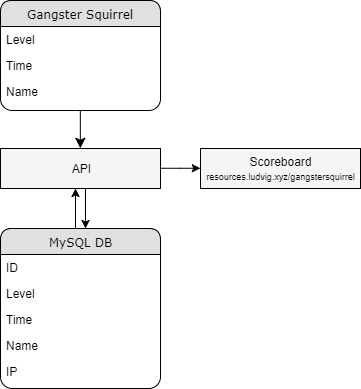 Gangster Squirrel
Level
Time
Name
API
Scoreboard
resources.ludvig.xyz/gangstersquirrel
MySQL DB
ID
Level
Time
Name
IP